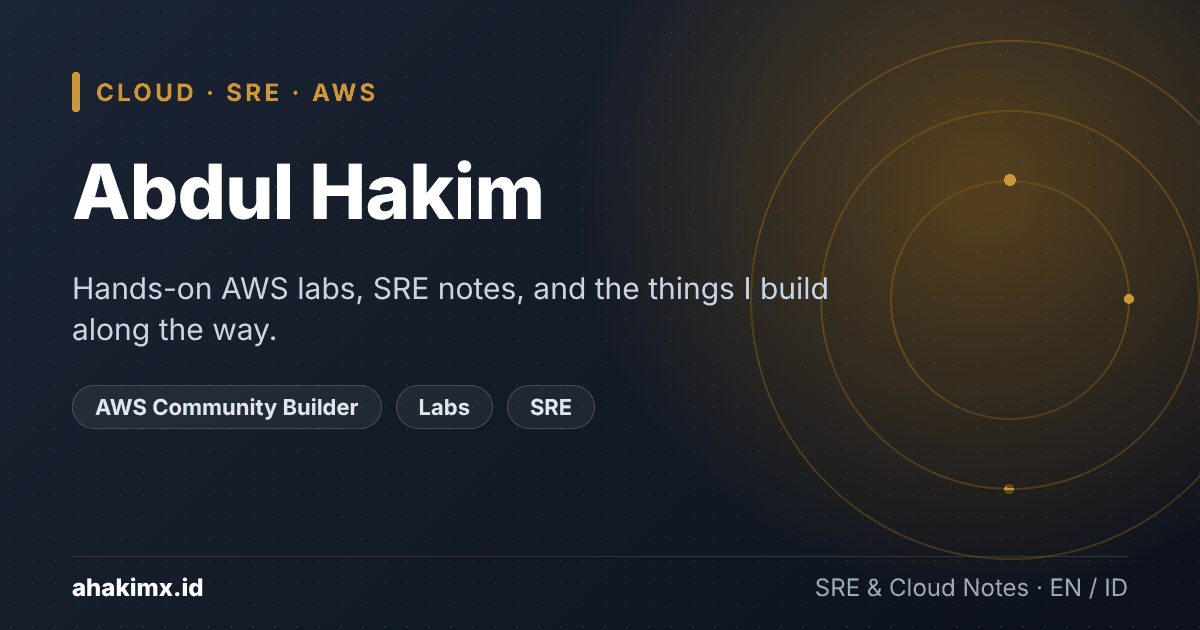 CLOUD · SRE · AWS
Abdul Hakim
Hands-on AWS labs, SRE notes, and the things I build
along the way.
AWS Community Builder
Labs
SRE
ahakimx.id
SRE & Cloud Notes · EN / ID